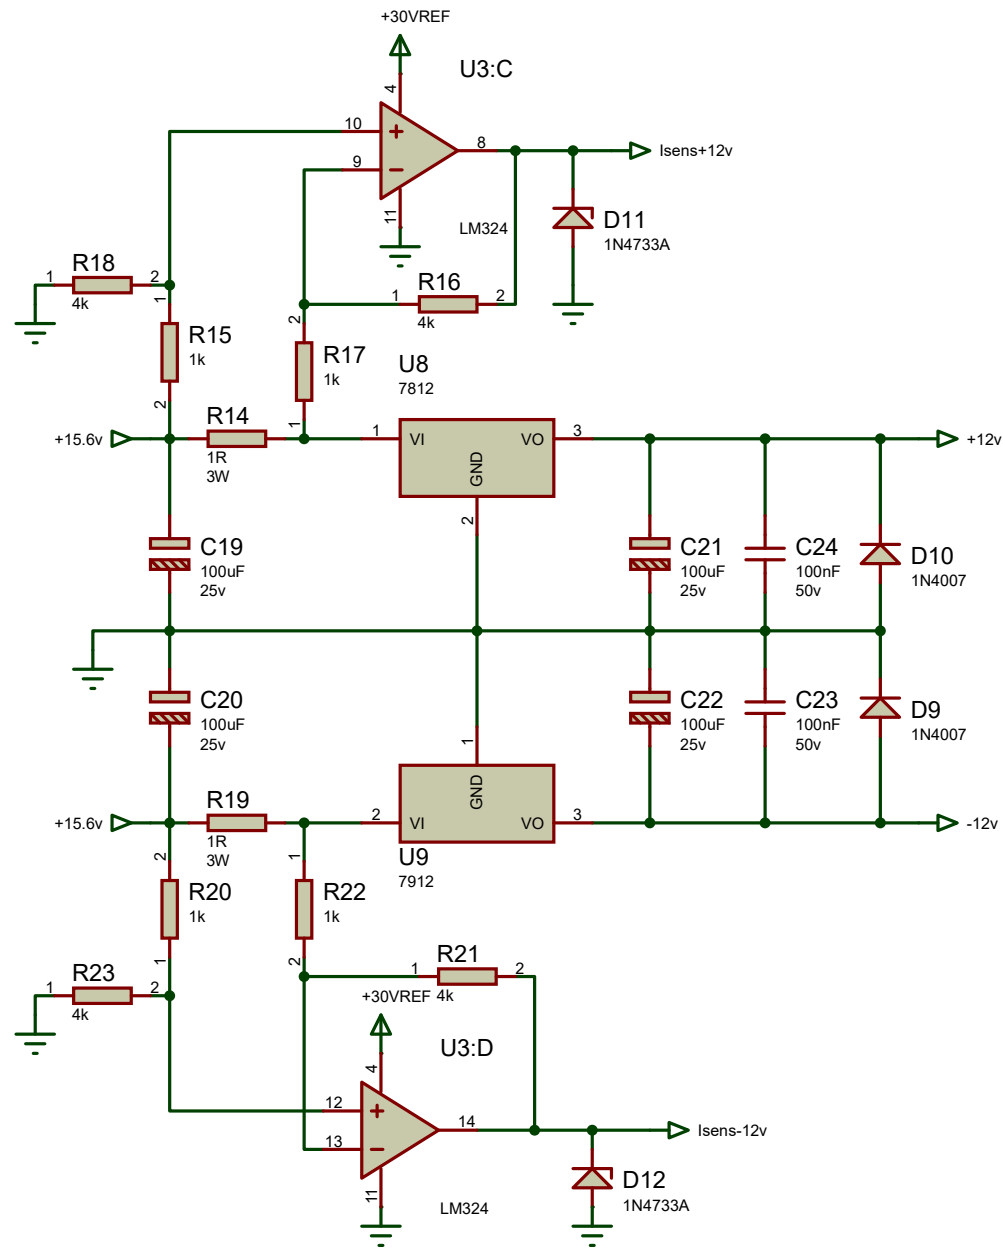 +30VREF
U3:C
4
10
+
8
Isens+12v
9
−
11
LM324
D11
1N4733A
R18
1
2
4k
R16
1
2
4k
1
R15
1k
2
2
R17
1k
1
U8
7812
+15.6v
R14
1R
3W
1
VI
VO
3
GND
2
+12v
C19
100uF
25v
C21
100uF
25v
C24
100nF
50v
D10
1N4007
C20
100uF
25v
C22
100uF
25v
C23
100nF
50v
D9
1N4007
1
GND
+15.6v
R19
1R
3W
2
VI
VO
3
-12v
U9
7912
2
R20
1k
1
1
R22
1k
2
R21
1
2
4k
R23
1
2
4k
+30VREF
U3:D
4
12
+
14
Isens-12v
13
−
11
LM324
D12
1N4733A